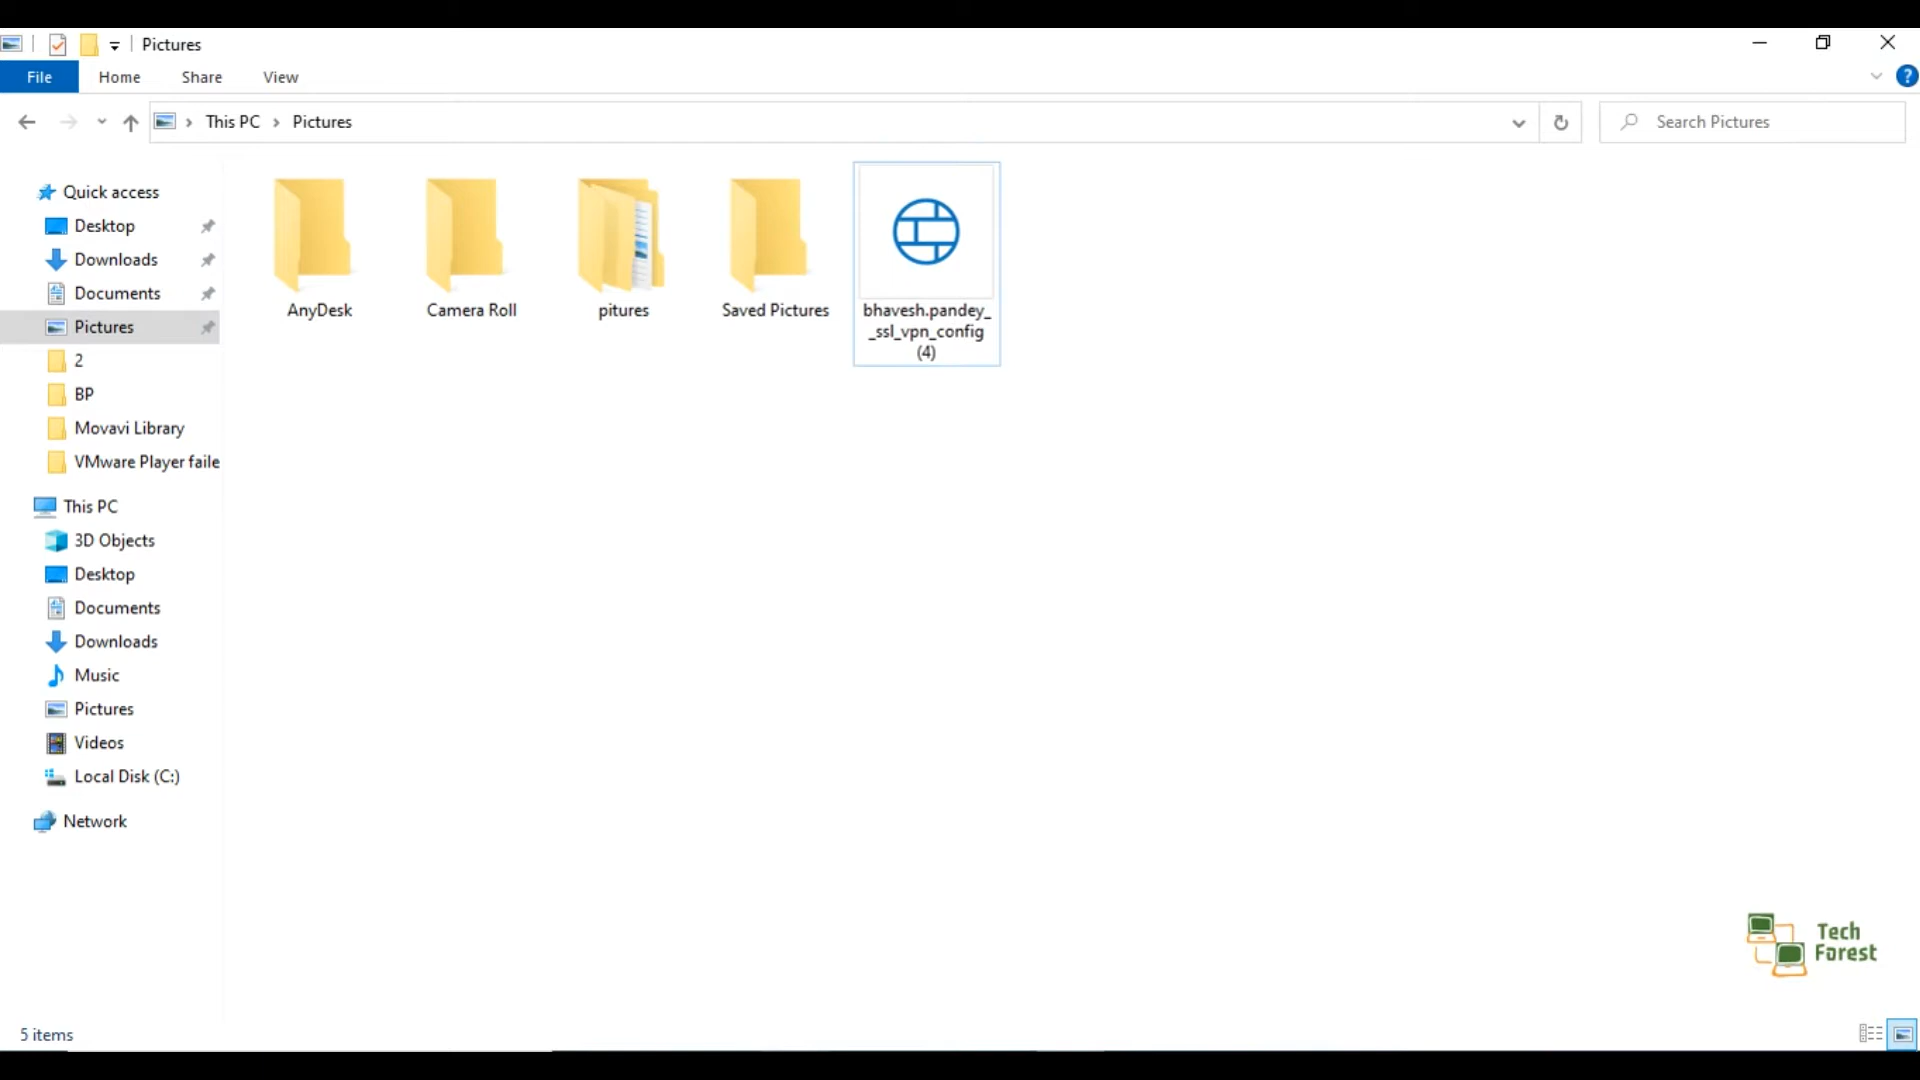 Pictures
File Home Share View
?
This PC Pictures
Search Pictures
Quick access
Desktop
Downloads
Documents
Pictures
2
BP
Movavi Library
VMware Player faile
This PC
3D Objects
Desktop
Documents
Downloads
Music
Pictures
Videos
Local Disk (C:)
Network
AnyDesk
Camera Roll
pitures
Saved Pictures
bhavesh.pandey_
_ssl_vpn_config
(4)
Tech
Forest
5 items